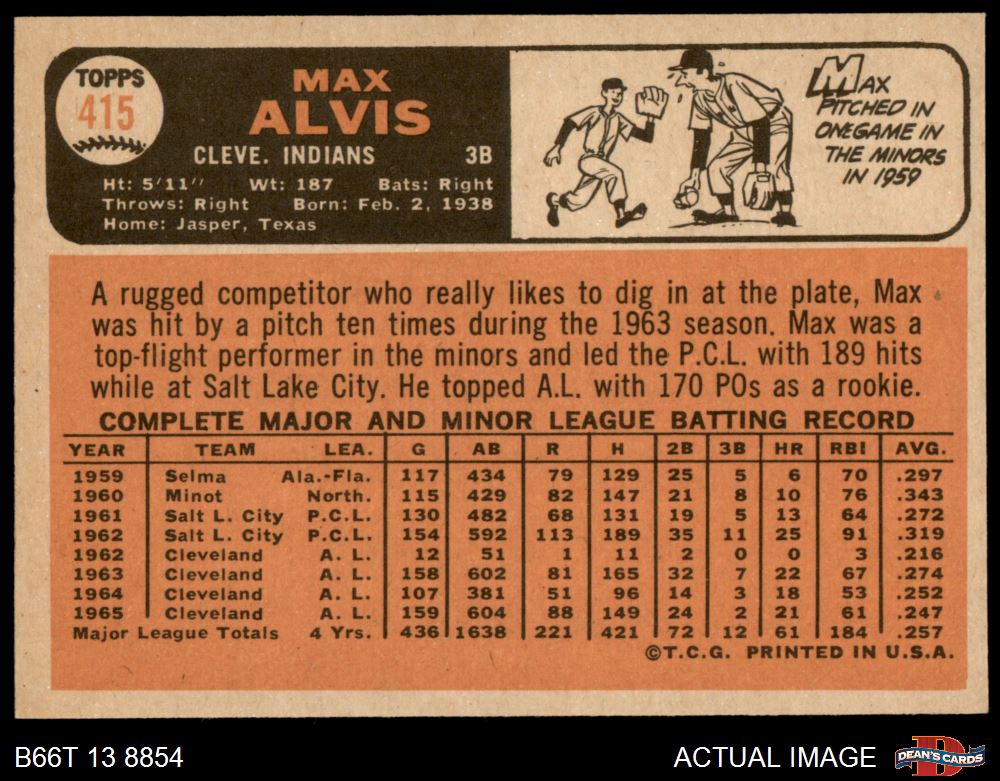 TOPPS
415
MAX
ALVIS
CLEVE. INDIANS 3B
Ht: 5'11" Wt: 187 Bats: Right
Throws: Right Born: Feb. 2, 1938
Home: Jasper, Texas
MAX
PITCHED IN
ONE GAME IN
THE MINORS
IN 1959
A rugged competitor who really likes to dig in at the plate, Max
was hit by a pitch ten times during the 1963 season. Max was a
top-flight performer in the minors and led the P.C.L. with 189 hits
while at Salt Lake City. He topped A.L. with 170 POs as a rookie.
COMPLETE MAJOR AND MINOR LEAGUE BATTING RECORD
YEAR TEAM LEA. G AB R H 2B 3B HR RBI AVG.
1959 Selma Ala.-Fla. 117 434 79 129 25 5 6 70 .297
1960 Minot North. 115 429 82 147 21 8 10 76 .343
1961 Salt L. City P.C.L. 130 482 68 131 19 5 13 64 .272
1962 Salt L. City P.C.L. 154 592 113 189 35 11 25 91 .319
1962 Cleveland A. L. 12 51 1 11 2 0 0 3 .216
1963 Cleveland A. L. 158 602 81 165 32 7 22 67 .274
1964 Cleveland A. L. 107 381 51 96 14 3 18 53 .252
1965 Cleveland A. L. 159 604 88 149 24 2 21 61 .247
Major League Totals 4 Yrs. 436 1638 221 421 72 12 61 184 .257
©T.C.G. PRINTED IN U.S.A.
B66T 13 8854 ACTUAL IMAGE DEAN'S CARDS